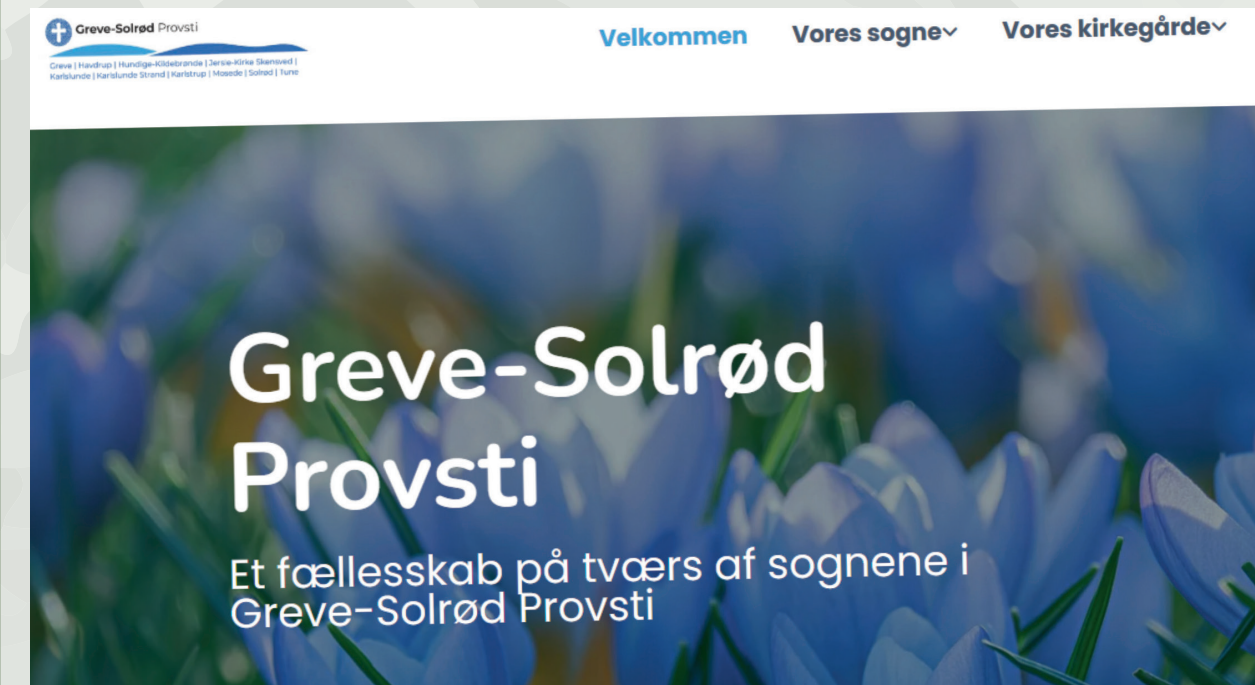 Greve-Solrød Provsti
Greve | Havdrup | Hundige-Kildebrønde | Jersie-Kirke Skensved |
Karlslunde | Karlslunde Strand | Karlstrup | Mosede | Solrød | Tune
Velkommen Vores sogne Vores kirkegårde
Greve-Solrød
Provsti
Et fællesskab på tværs af sognene i
Greve-Solrød Provsti